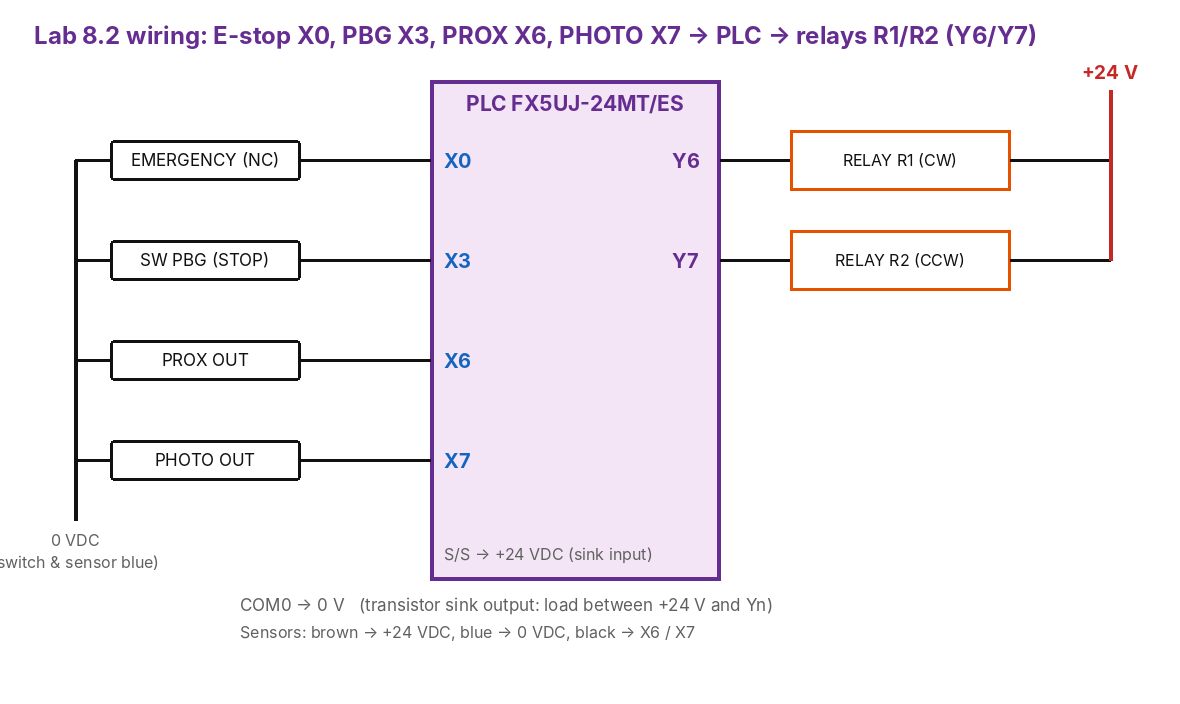 Lab 8.2 wiring: E-stop X0, PBG X3, PROX X6, PHOTO X7 → PLC → relays R1/R2 (Y6/Y7)
+24 V
PLC FX5UJ-24MT/ES
EMERGENCY (NC)
X0
Y6
RELAY R1 (CW)
SW PBG (STOP)
X3
Y7
RELAY R2 (CCW)
PROX OUT
X6
PHOTO OUT
X7
0 VDC
switch & sensor blue)
S/S → +24 VDC (sink input)
COM0 → 0 V (transistor sink output: load between +24 V and Yn)
Sensors: brown → +24 VDC, blue → 0 VDC, black → X6 / X7